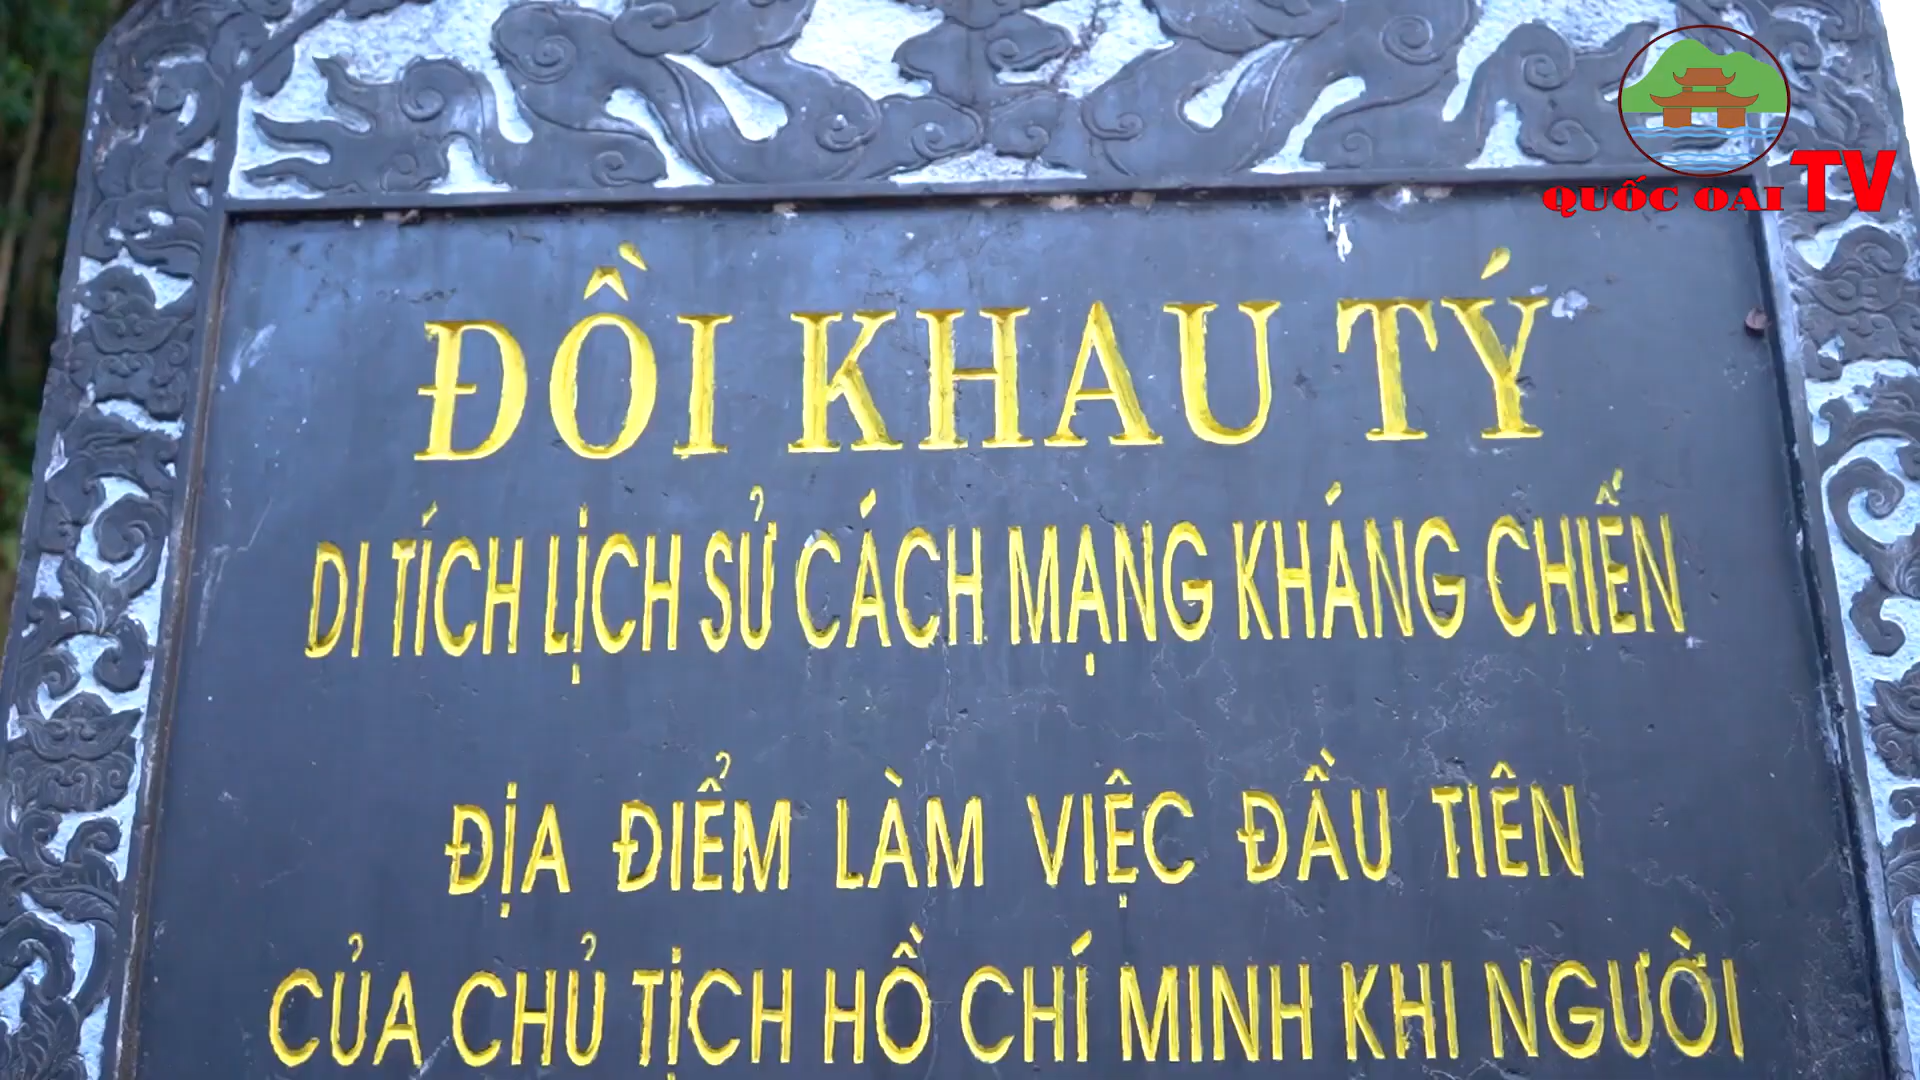 QUỐC OAI TV
ĐỒI KHAU TÝ
DI TÍCH LỊCH SỬ CÁCH MẠNG KHÁNG CHIẾN
ĐỊA ĐIỂM LÀM VIỆC ĐẦU TIÊN
CỦA CHỦ TỊCH HỒ CHÍ MINH KHI NGƯỜI